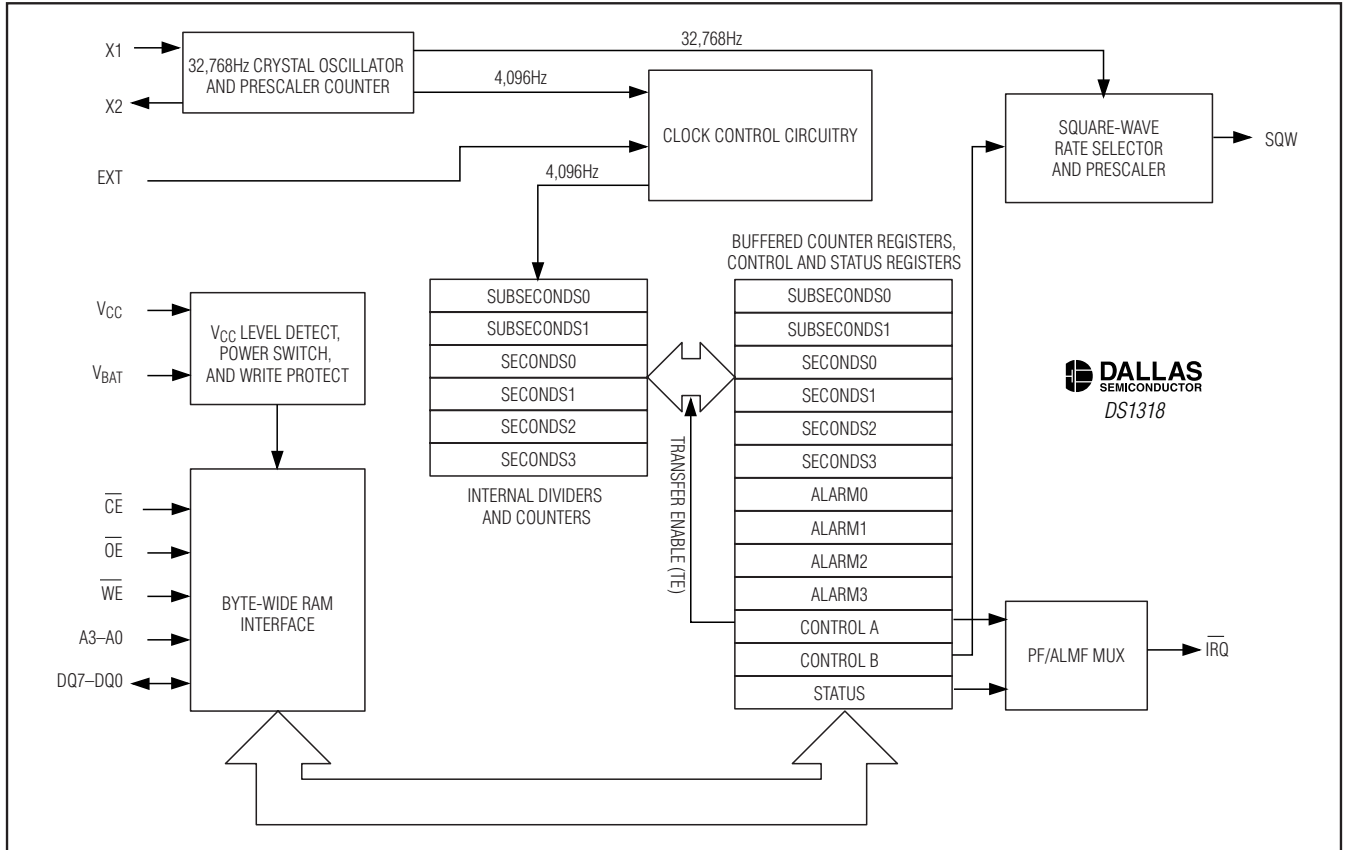 X1
X2
32,768Hz CRYSTAL OSCILLATOR
AND PRESCALER COUNTER
32,768Hz
4,096Hz
CLOCK CONTROL CIRCUITRY
SQUARE-WAVE
RATE SELECTOR
AND PRESCALER
SQW
EXT
4,096Hz
VCC
VBAT
VCC LEVEL DETECT,
POWER SWITCH,
AND WRITE PROTECT
SUBSECONDS0
SUBSECONDS1
SECONDS0
SECONDS1
SECONDS2
SECONDS3
INTERNAL DIVIDERS
AND COUNTERS
TRANSFER ENABLE (TE)
BUFFERED COUNTER REGISTERS,
CONTROL AND STATUS REGISTERS
SUBSECONDS0
SUBSECONDS1
SECONDS0
SECONDS1
SECONDS2
SECONDS3
ALARM0
ALARM1
ALARM2
ALARM3
CONTROL A
CONTROL B
STATUS
DALLAS
SEMICONDUCTOR
DS1318
CE
OE
WE
A3–A0
DQ7–DQ0
BYTE-WIDE RAM
INTERFACE
PF/ALMF MUX
IRQ